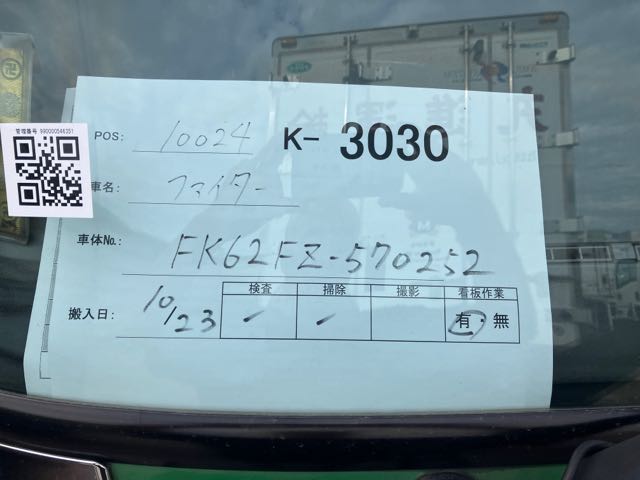 管理番号 990000546351
POS: 10024 K- 3030
車名: ファイター
車体No.: FK62FZ-570252
検査 掃除 撮影 看板作業
搬入日: 10/23 ✓ ✓ 有・無